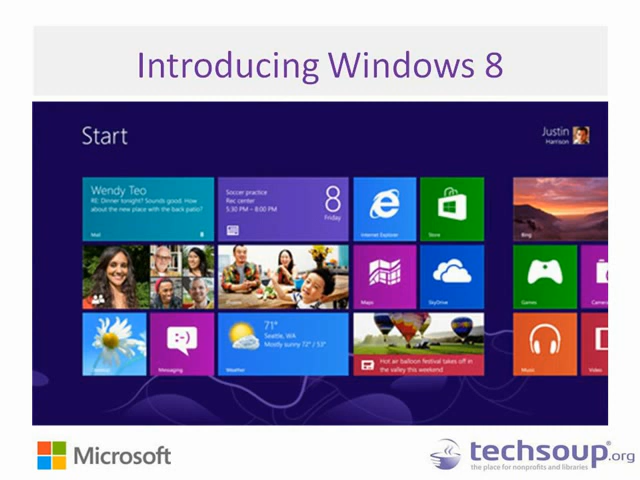 Introducing Windows 8
Start
Justin
Harrison
Wendy Teo
RE: Dinner tonight? Sounds good. How
about the new place with the back patio?
Mail
8
Soccer practice
Rec center
5:30 PM – 8:00 PM
8
Friday
Internet Explorer
Store
Bing
Photos
Maps
SkyDrive
Games
Camera
Desktop
Messaging
71°
Seattle, WA
Mostly sunny 72° / 53°
Weather
Hot air balloon festival takes off in
the valley this weekend
Music
Video
Microsoft
techsoup®.org
the place for nonprofits and libraries